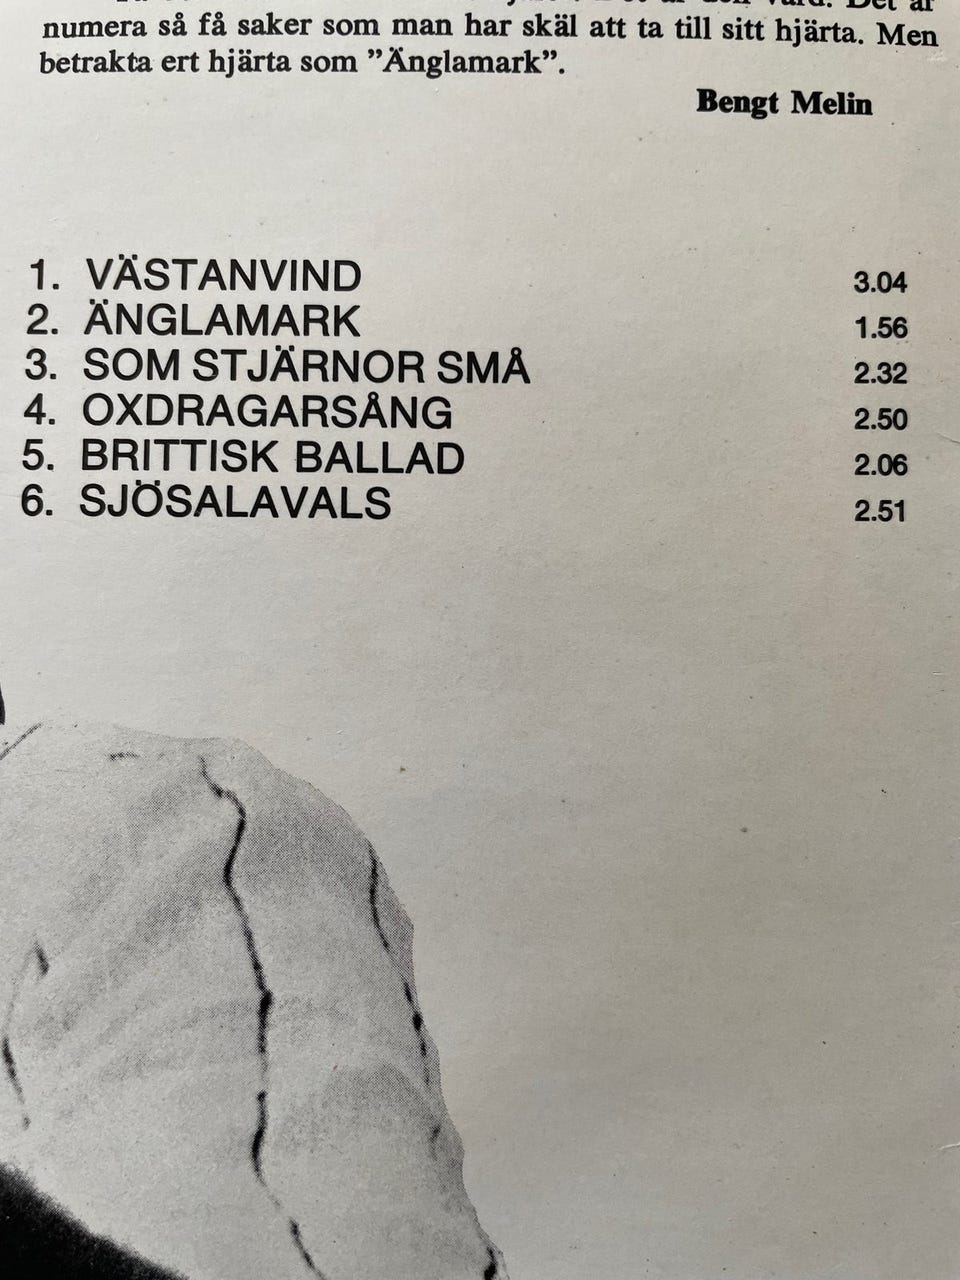 numera så få saker som man har skäl att ta till sitt hjärta. Men
betrakta ert hjärta som ”Änglamark”.
Bengt Melin
1. VÄSTANVIND 3.04
2. ÄNGLAMARK 1.56
3. SOM STJÄRNOR SMÅ 2.32
4. OXDRAGARSÅNG 2.50
5. BRITTISK BALLAD 2.06
6. SJÖSALAVALS 2.51